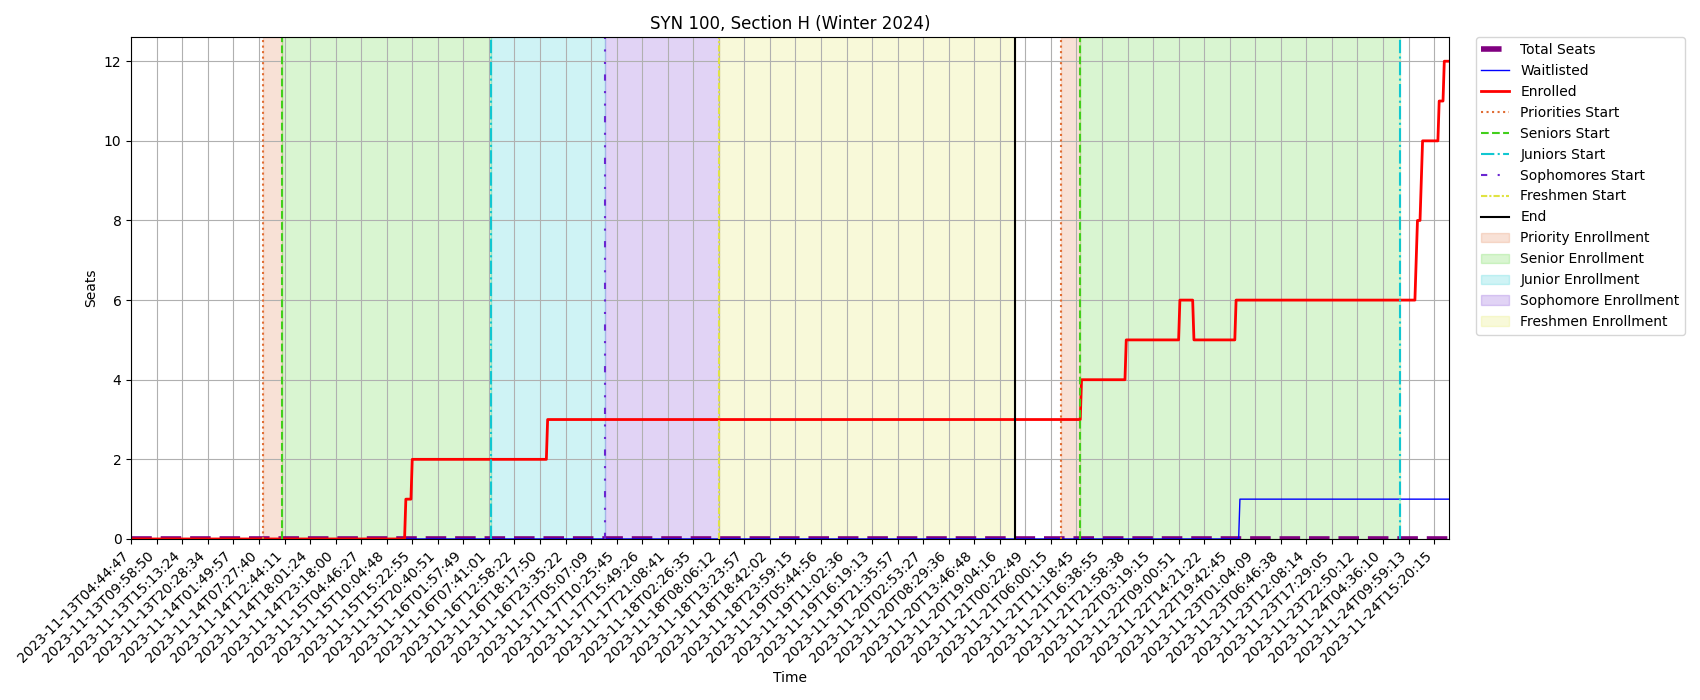 SYN 100, Section H (Winter 2024)
12
10
8
6
4
2
0
Seats
2023-11-13T04:44:47
2023-11-13T09:58:50
2023-11-13T15:13:24
2023-11-13T20:28:34
2023-11-14T01:49:57
2023-11-14T07:27:40
2023-11-14T12:44:11
2023-11-14T18:01:24
2023-11-14T23:18:00
2023-11-15T04:46:27
2023-11-15T10:04:48
2023-11-15T15:22:55
2023-11-15T20:40:51
2023-11-16T01:57:49
2023-11-16T07:41:01
2023-11-16T12:58:22
2023-11-16T18:17:50
2023-11-16T23:35:22
2023-11-17T05:07:09
2023-11-17T10:25:45
2023-11-17T15:49:26
2023-11-17T21:08:41
2023-11-18T02:26:35
2023-11-18T08:06:12
2023-11-18T13:23:57
2023-11-18T18:42:02
2023-11-18T23:59:15
2023-11-19T05:44:56
2023-11-19T11:02:36
2023-11-19T16:19:13
2023-11-19T21:35:57
2023-11-20T02:53:27
2023-11-20T08:29:36
2023-11-20T13:46:48
2023-11-20T19:04:16
2023-11-21T00:22:49
2023-11-21T06:00:15
2023-11-21T11:18:45
2023-11-21T16:38:55
2023-11-21T21:58:38
2023-11-22T03:19:15
2023-11-22T09:00:51
2023-11-22T14:21:22
2023-11-22T19:42:45
2023-11-23T01:04:09
2023-11-23T06:46:38
2023-11-23T12:08:14
2023-11-23T17:29:05
2023-11-23T22:50:12
2023-11-24T04:36:10
2023-11-24T09:59:13
2023-11-24T15:20:15
Time
Total Seats
Waitlisted
Enrolled
Priorities Start
Seniors Start
Juniors Start
Sophomores Start
Freshmen Start
End
Priority Enrollment
Senior Enrollment
Junior Enrollment
Sophomore Enrollment
Freshmen Enrollment